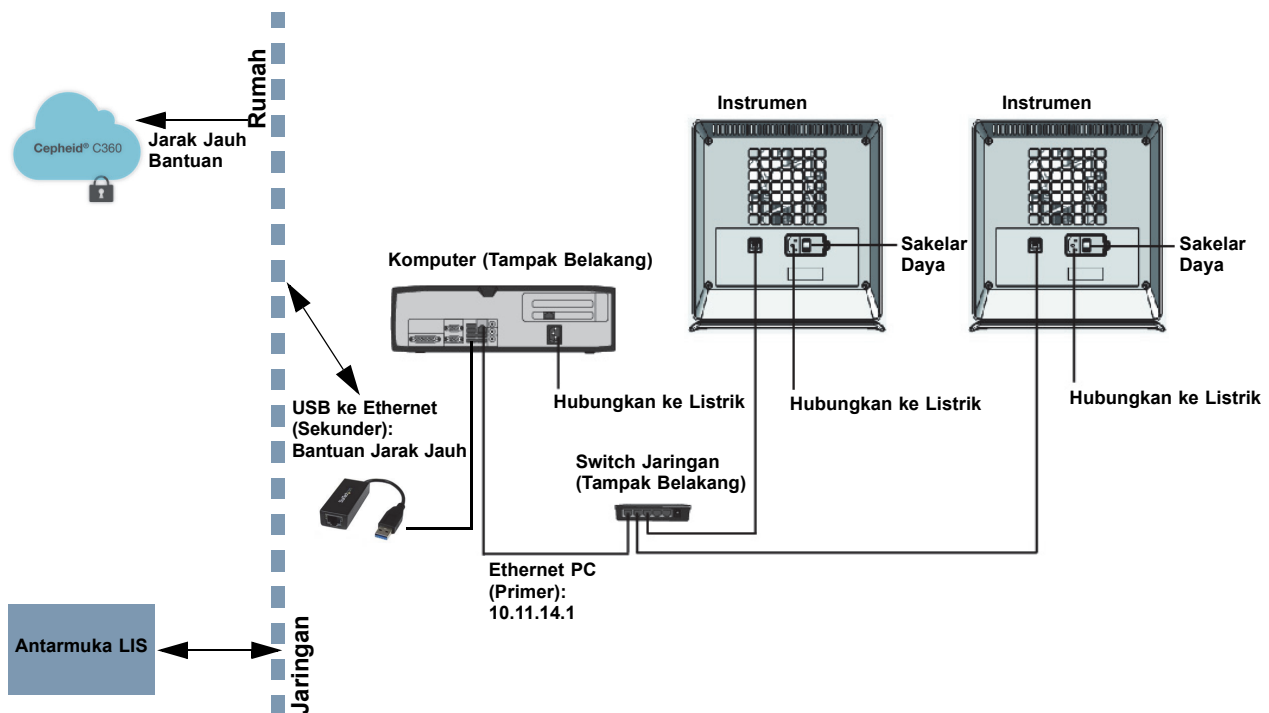 Rumah
Cepheid® C360
Jarak Jauh
Bantuan
Instrumen
Instrumen
Sakelar
Daya
Sakelar
Daya
Komputer (Tampak Belakang)
Hubungkan ke Listrik
Hubungkan ke Listrik
Hubungkan ke Listrik
USB ke Ethernet
(Sekunder):
Bantuan Jarak Jauh
Switch Jaringan
(Tampak Belakang)
StarTech
Ethernet PC
(Primer):
10.11.14.1
Antarmuka LIS
Jaringan